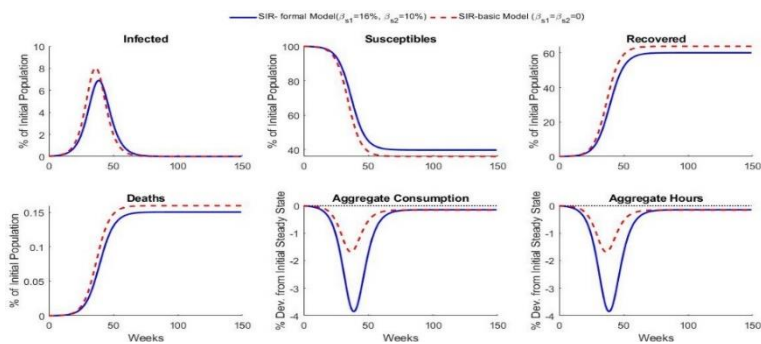 SIR- formal Model(βs1=16%, βs2=10%) SIR-basic Model (βs1=βs2=0)
Infected Susceptibles Recovered
% of Initial Population
10
8
6
4
2
0
0 50 100 150
% of Initial Population
100
80
60
40
0 50 100 150
% of Initial Population
60
40
20
0
0 50 100 150
Deaths Aggregate Consumption Aggregate Hours
% of Initial Population
0.15
0.1
0.05
0
0 50 100 150
Weeks
% Dev. from Initial Steady State
0
-1
-2
-3
-4
0 50 100 150
Weeks
% Dev. from Initial Steady State
0
-1
-2
-3
-4
0 50 100 150
Weeks